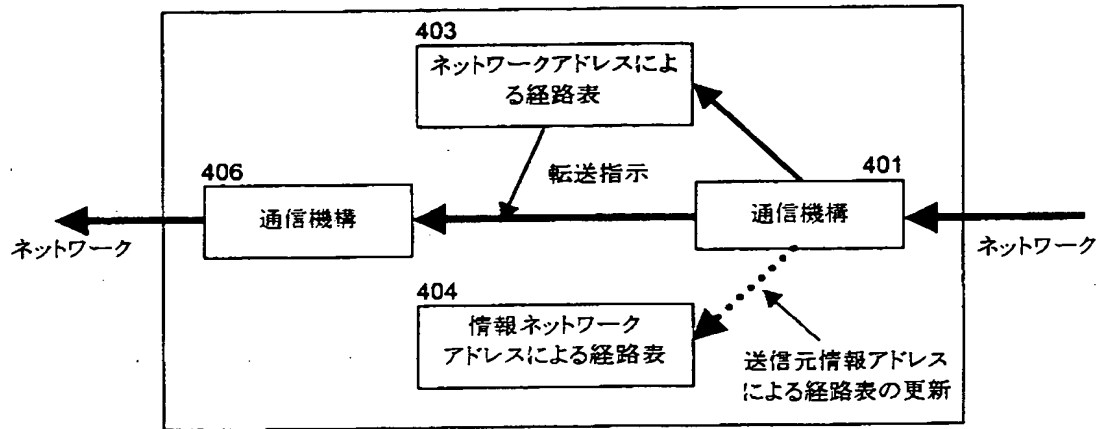 403
ネットワークアドレスによ
る経路表
転送指示
406
通信機構
401
通信機構
ネットワーク
ネットワーク
404
情報ネットワーク
アドレスによる経路表
送信元情報アドレス
による経路表の更新